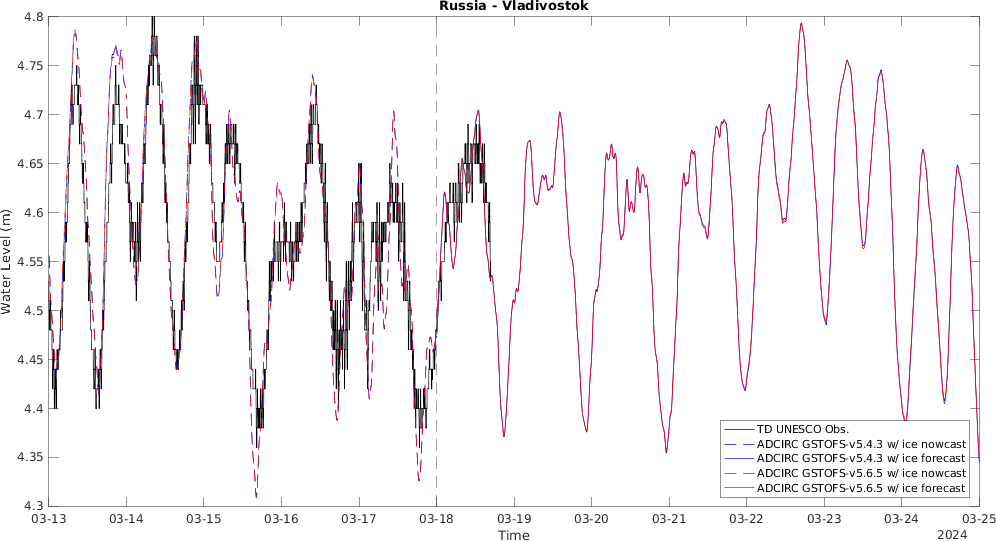 Russia - Vladivostok
Water Level (m)
4.8
4.75
4.7
4.65
4.6
4.55
4.5
4.45
4.4
4.35
4.3
TD UNESCO Obs.
ADCIRC GSTOFS-v5.4.3 w/ ice nowcast
ADCIRC GSTOFS-v5.4.3 w/ ice forecast
ADCIRC GSTOFS-v5.6.5 w/ ice nowcast
ADCIRC GSTOFS-v5.6.5 w/ ice forecast
03-13 03-14 03-15 03-16 03-17 03-18 03-19 03-20 03-21 03-22 03-23 03-24 03-25
Time
2024